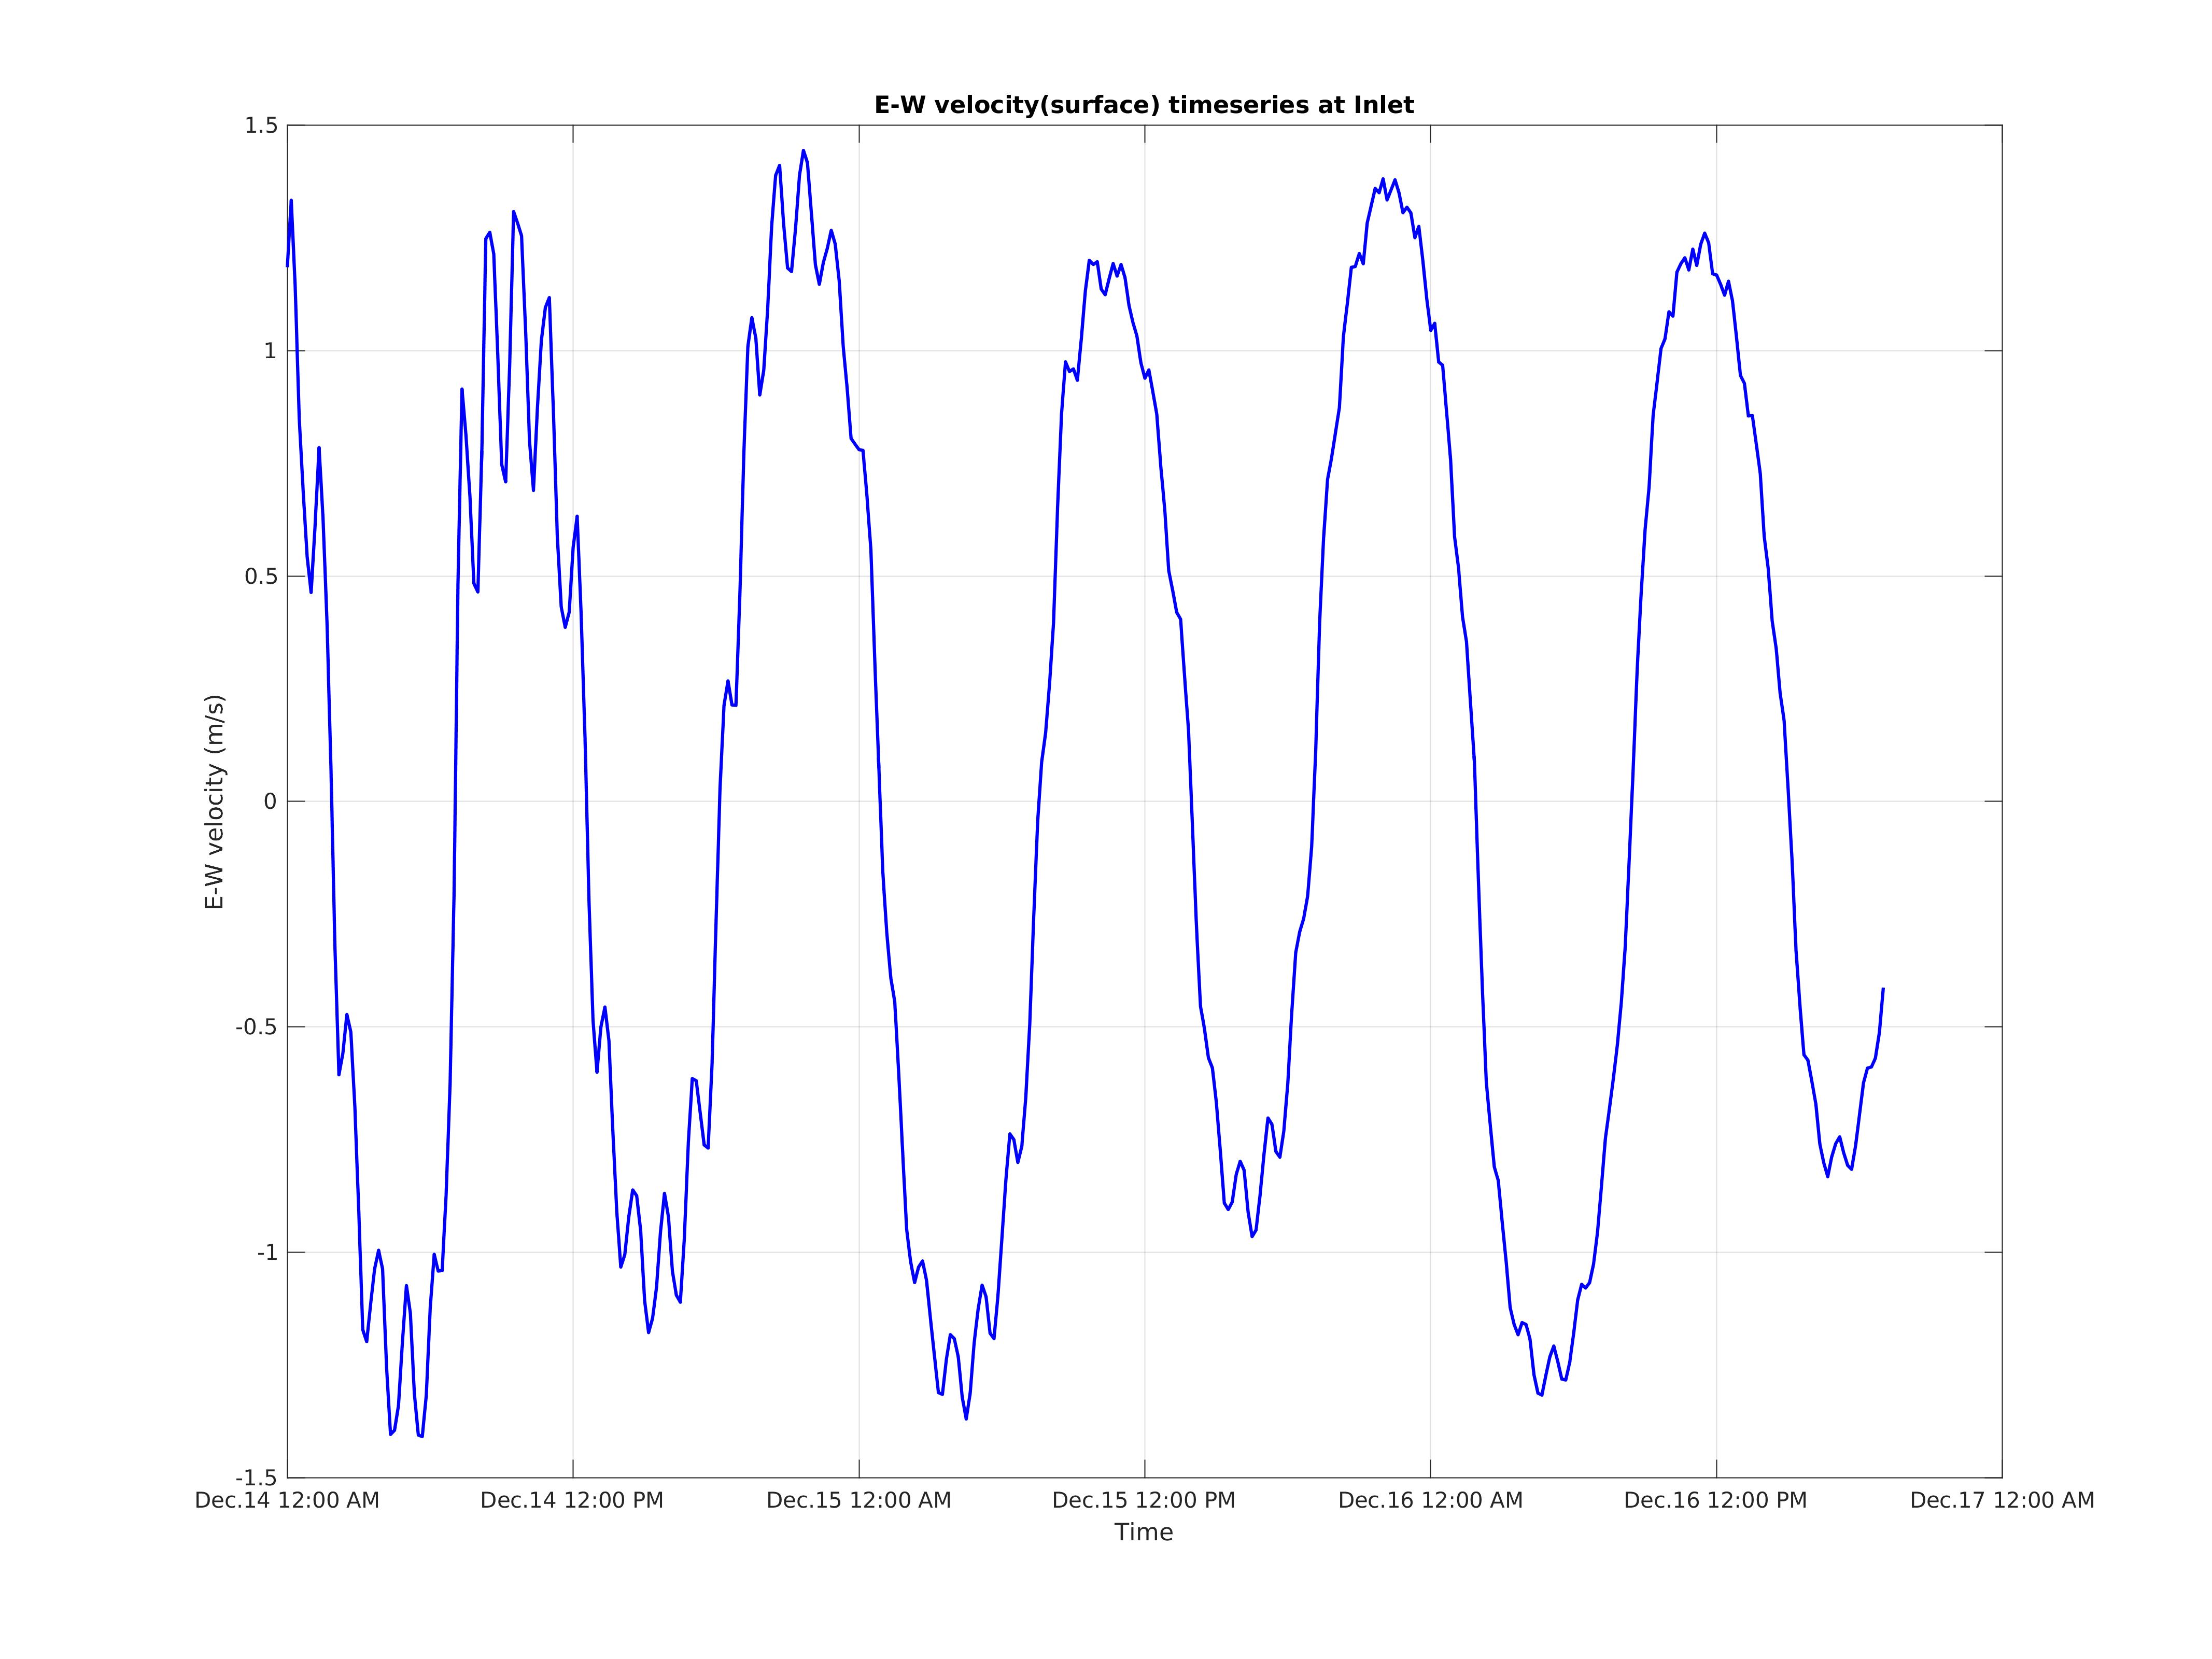 E-W velocity(surface) timeseries at Inlet
1.5
1
0.5
0
-0.5
-1
-1.5
E-W velocity (m/s)
Dec.14 12:00 AM Dec.14 12:00 PM Dec.15 12:00 AM Dec.15 12:00 PM Dec.16 12:00 AM Dec.16 12:00 PM Dec.17 12:00 AM
Time